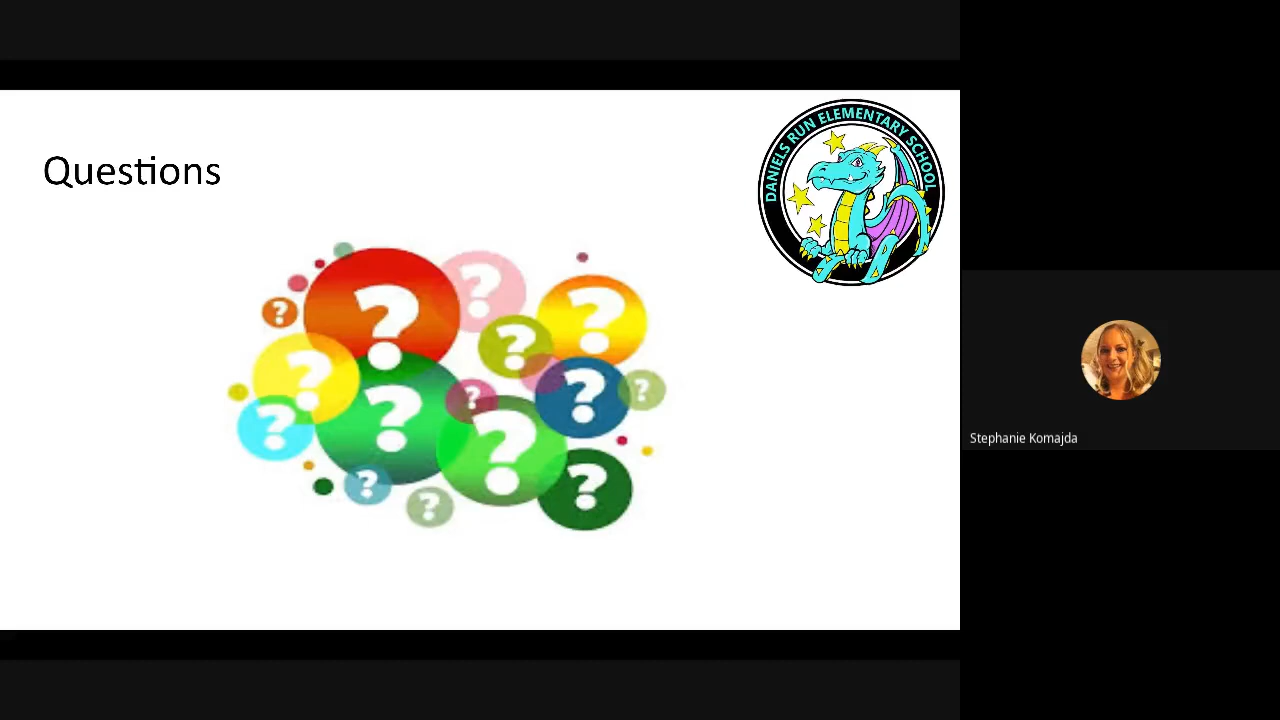 Questions
DANIELS RUN ELEMENTARY SCHOOL
? ? ? ? ? ? ? ? ? ? ? ? ?
Stephanie Komajda